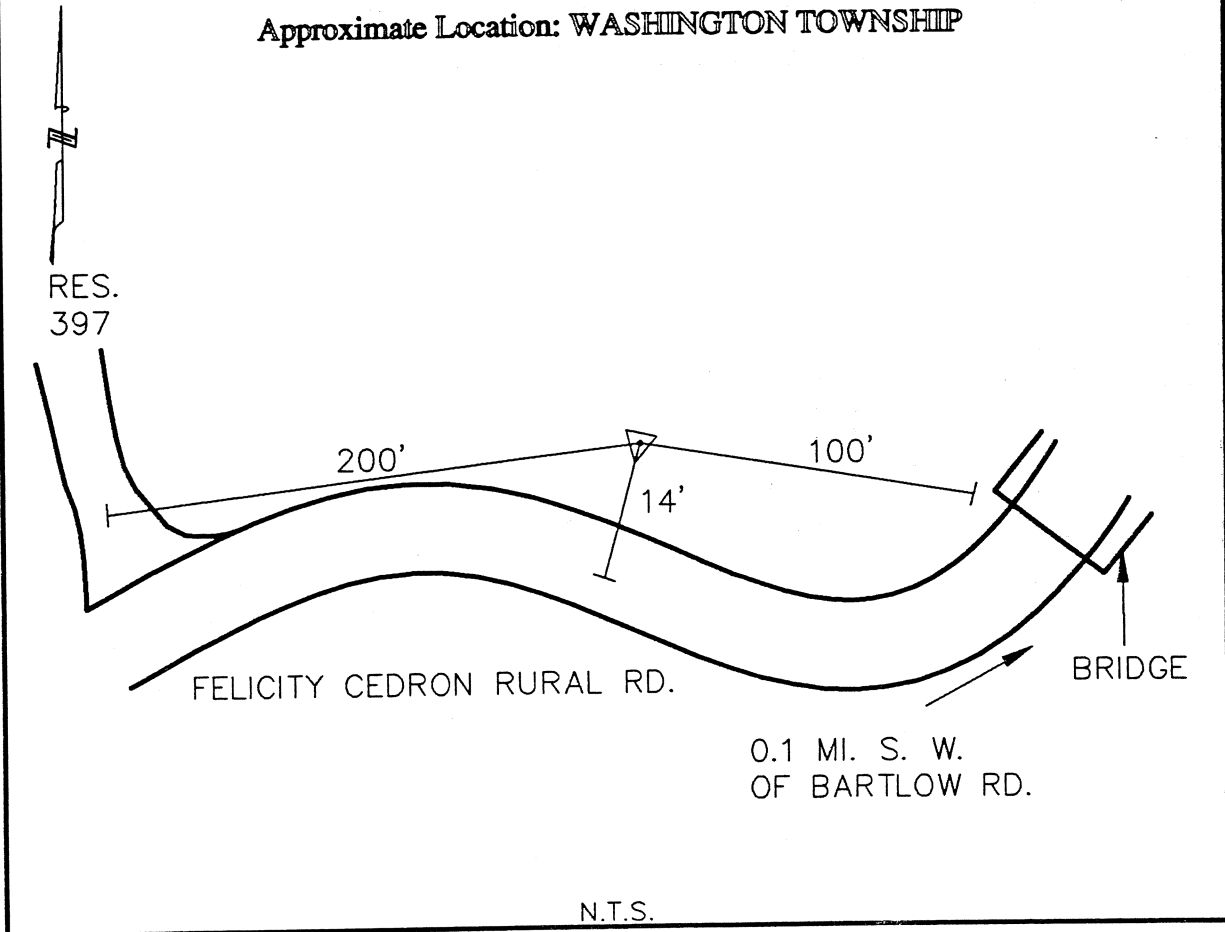 Approximate Location: WASHINGTON TOWNSHIP
N
RES.
397
200'
100'
14'
FELICITY CEDRON RURAL RD.
BRIDGE
0.1 MI. S. W.
OF BARTLOW RD.
N.T.S.